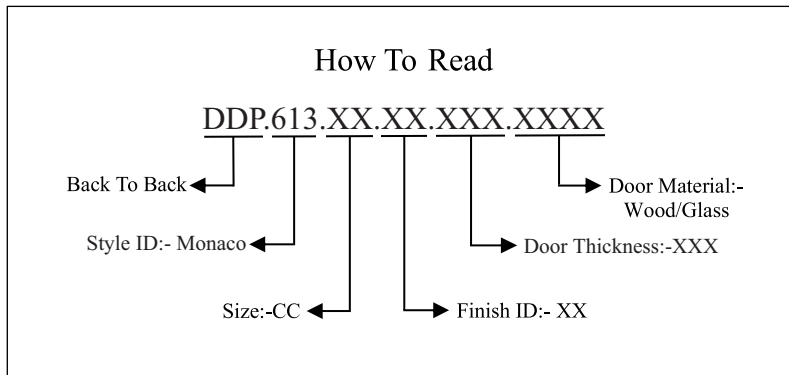 How To Read
DDP.613.XX.XX.XXX.XXXX
Back To Back
Door Material:-
Wood/Glass
Style ID:- Monaco
Door Thickness:-XXX
Size:-CC
Finish ID:- XX